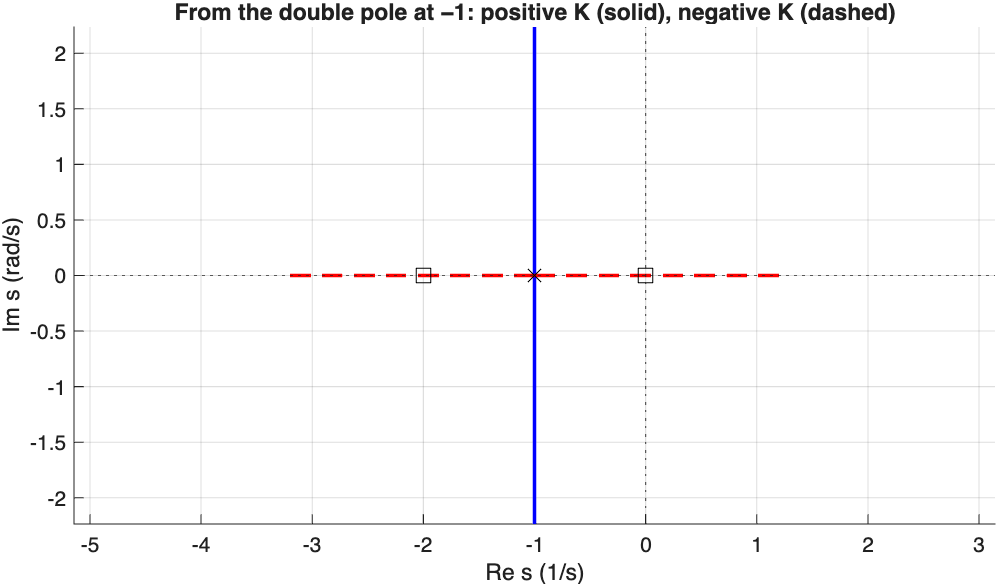 From the double pole at –1: positive K (solid), negative K (dashed)
2
1.5
1
0.5
0
-0.5
-1
-1.5
-2
Im s (rad/s)
-5 -4 -3 -2 -1 0 1 2 3
Re s (1/s)